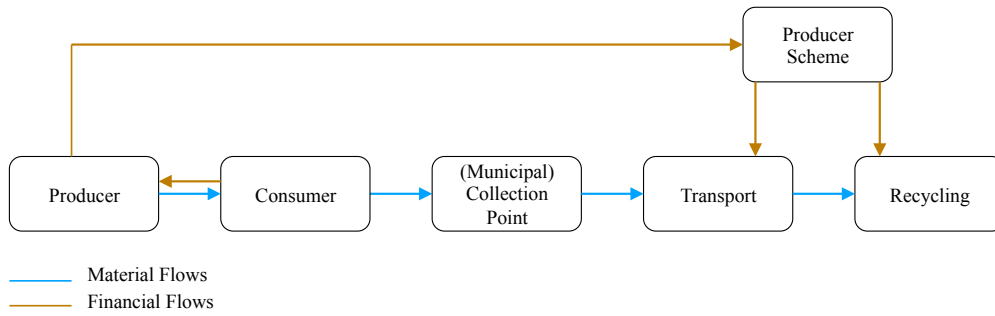 Producer
Scheme
Producer
Consumer
(Municipal)
Collection
Point
Transport
Recycling
Material Flows
Financial Flows